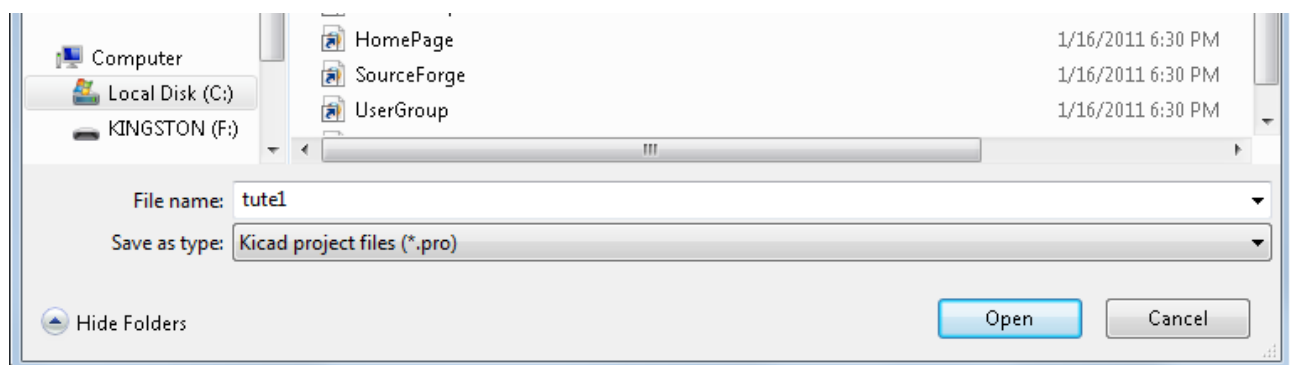 Computer
Local Disk (C:)
KINGSTON (F:)
HomePage 1/16/2011 6:30 PM
SourceForge 1/16/2011 6:30 PM
UserGroup 1/16/2011 6:30 PM
File name: tute1
Save as type: Kicad project files (*.pro)
Hide Folders Open Cancel